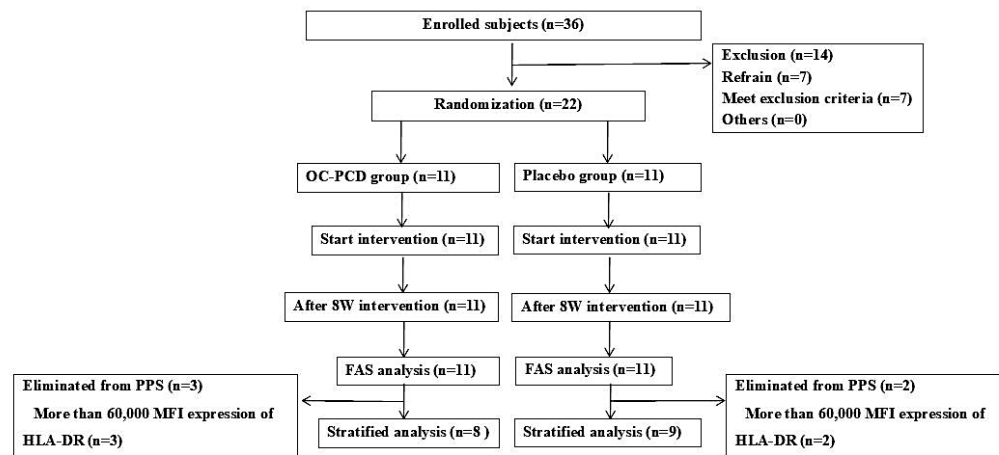 Enrolled subjects (n=36)
Exclusion (n=14)
Refrain (n=7)
Meet exclusion criteria (n=7)
Others (n=0)
Randomization (n=22)
OC-PCD group (n=11)
Placebo group (n=11)
Start intervention (n=11)
Start intervention (n=11)
After 8W intervention (n=11)
After 8W intervention (n=11)
FAS analysis (n=11)
FAS analysis (n=11)
Eliminated from PPS (n=3)
More than 60,000 MFI expression of
HLA-DR (n=3)
Eliminated from PPS (n=2)
More than 60,000 MFI expression of
HLA-DR (n=2)
Stratified analysis (n=8 )
Stratified analysis (n=9)